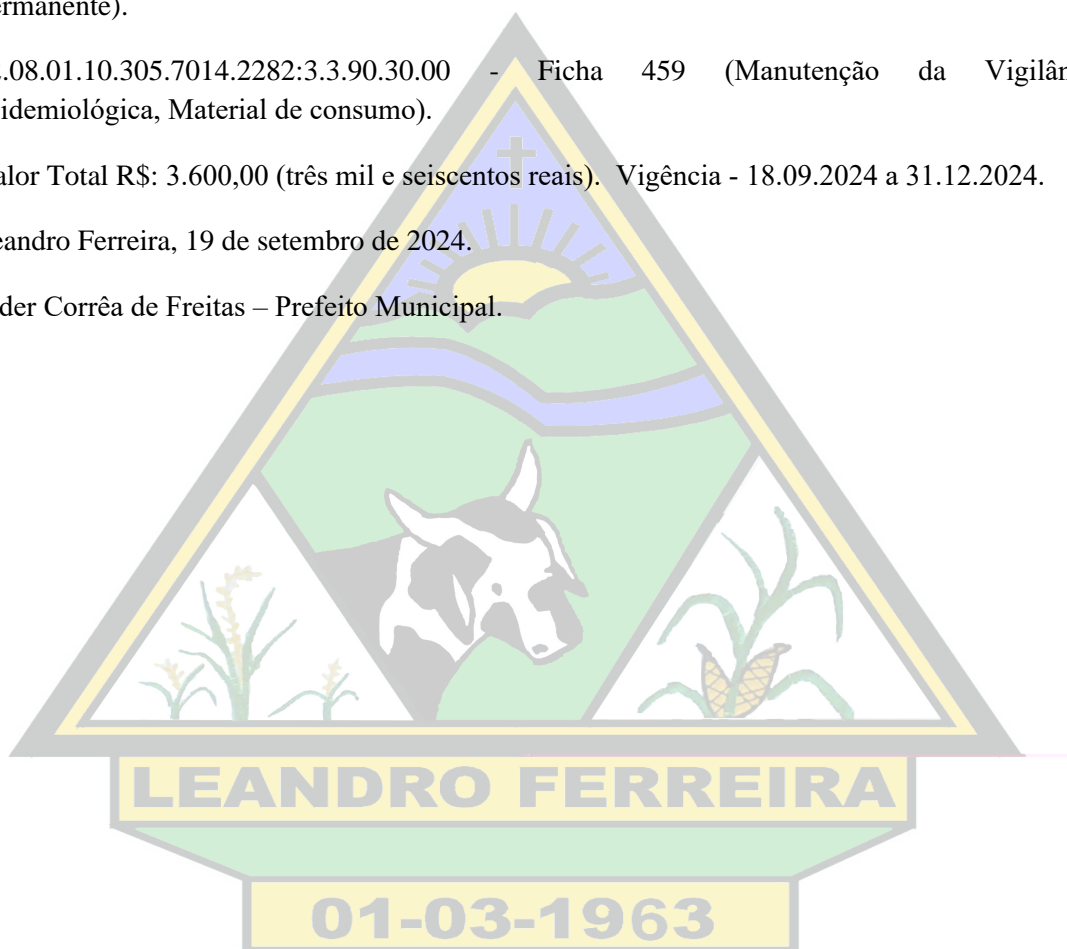 ermanente).
.08.01.10.305.7014.2282:3.3.90.30.00 - Ficha 459 (Manutenção da Vigilân
idemiológica, Material de consumo).
alor Total R$: 3.600,00 (três mil e seiscentos reais). Vigência - 18.09.2024 a 31.12.2024.
eandro Ferreira, 19 de setembro de 2024.
der Corrêa de Freitas – Prefeito Municipal.
LEANDRO FERREIRA
01-03-1963